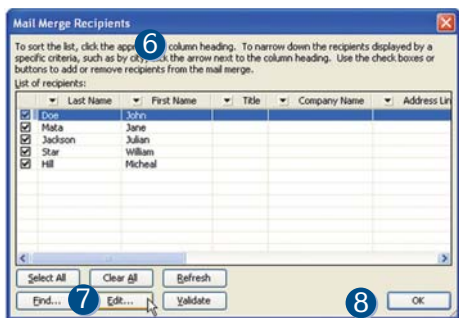 Mail Merge Recipients
To sort the list, click the appro 6 column heading. To narrow down the recipients displayed by a
specific criteria, such as by city, click the arrow next to the column heading. Use the check boxes or
buttons to add or remove recipients from the mail merge.
List of recipients:
Last Name First Name Title Company Name Address Lin
Doe John
Mata Jane
Jackson Julian
Star William
Hill Micheal
Select All Clear All Refresh
Find... 7 Edit... Validate 8 OK